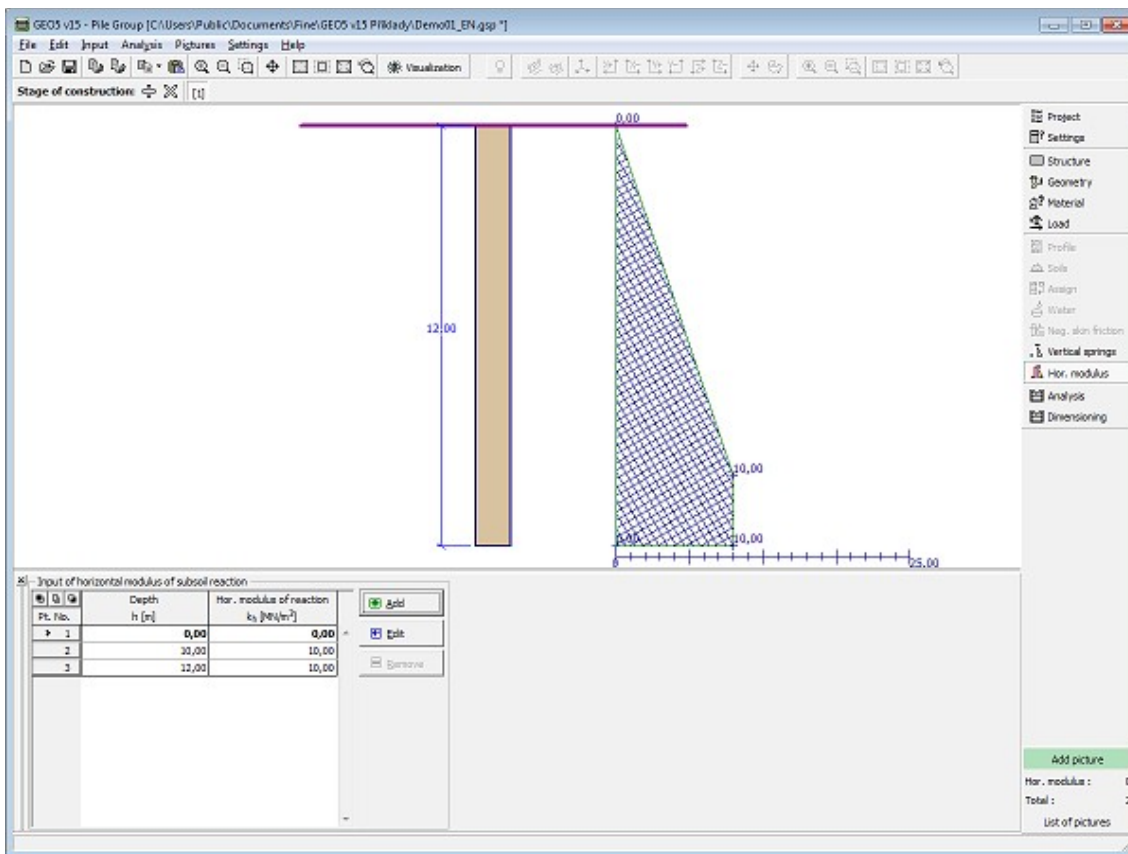 GEO5 v15 - Pile Group [C:\Users\Public\Documents\Fine\GEO5 v15 Příklady\Demo01_EN.gsp *]
File Edit Input Analysis Pictures Settings Help
Visualization
Stage of construction: [1]
0,00
12,00
10,00
0,00 10,00
0 25.00
Project
Settings
Structure
Geometry
Material
Load
Profile
Soils
Assign
Water
Neg. skin friction
Vertical springs
Hor. modulus
Analysis
Dimensioning
Input of horizontal modulus of subsoil reaction
Depth Hor. modulus of reaction
Pt. No. h [m] kh [MN/m³]
1 0,00 0,00
2 10,00 10,00
3 12,00 10,00
Add
Edit
Remove
Add picture
Hor. modulus :
Total :
List of pictures